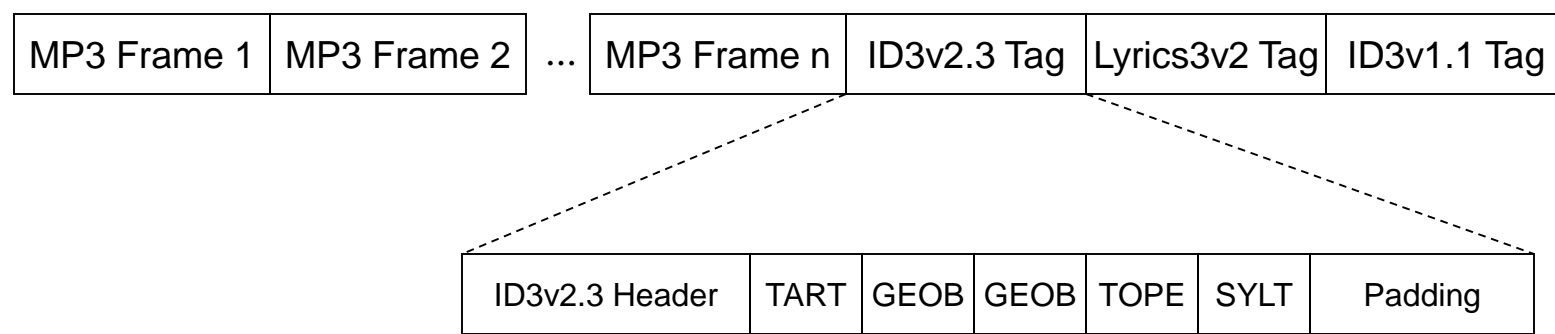 MP3 Frame 1 MP3 Frame 2 ... MP3 Frame n ID3v2.3 Tag Lyrics3v2 Tag ID3v1.1 Tag
ID3v2.3 Header TART GEOB GEOB TOPE SYLT Padding